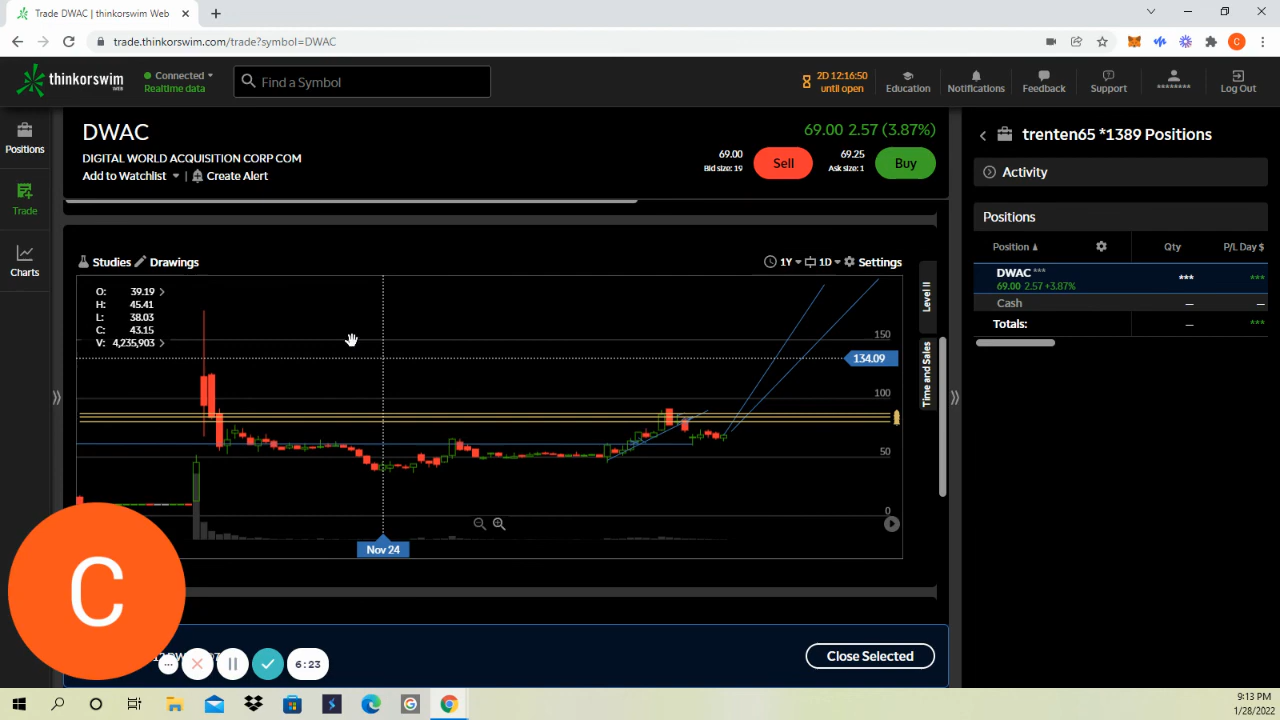 Trade DWAC | thinkorswim Web
trade.thinkorswim.com/trade?symbol=DWAC
C
thinkorswim
WEB
Connected
Realtime data
Find a Symbol
2D 12:16:50
until open
Education
Notifications
Feedback
Support
********
Log Out
Positions
Trade
Charts
DWAC
DIGITAL WORLD ACQUISITION CORP COM
Add to Watchlist
Create Alert
69.00 2.57 (3.87%)
69.00
Bid size: 19
Sell
69.25
Ask size: 1
Buy
trenten65 *1389 Positions
Activity
Positions
Position
Qty
P/L Day $
DWAC ***
69.00 2.57 +3.87%
***
***
Cash
—
—
Totals:
—
***
Studies
Drawings
1Y
1D
Settings
O: 39.19
H: 45.41
L: 38.03
C: 43.15
V: 4,235,903
150
134.09
100
50
0
Nov 24
Level II
Time and Sales
C
6:23
Close Selected
9:13 PM
1/28/2022